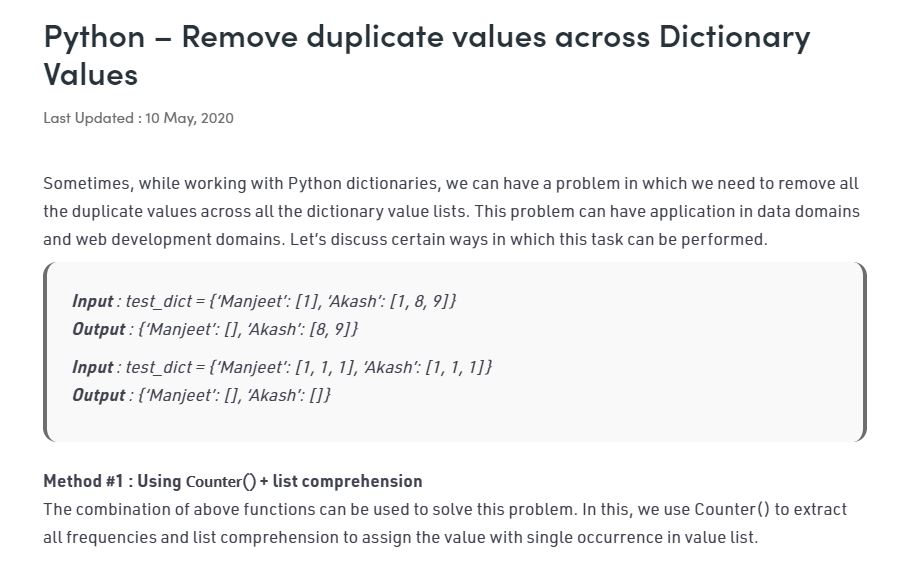 Python – Remove duplicate values across Dictionary
Values
Last Updated : 10 May, 2020
Sometimes, while working with Python dictionaries, we can have a problem in which we need to remove all
the duplicate values across all the dictionary value lists. This problem can have application in data domains
and web development domains. Let’s discuss certain ways in which this task can be performed.
Input : test_dict = {‘Manjeet’: [1], ‘Akash’: [1, 8, 9]}
Output : {‘Manjeet’: [], ‘Akash’: [8, 9]}
Input : test_dict = {‘Manjeet’: [1, 1, 1], ‘Akash’: [1, 1, 1]}
Output : {‘Manjeet’: [], ‘Akash’: []}
Method #1 : Using Counter() + list comprehension
The combination of above functions can be used to solve this problem. In this, we use Counter() to extract
all frequencies and list comprehension to assign the value with single occurrence in value list.